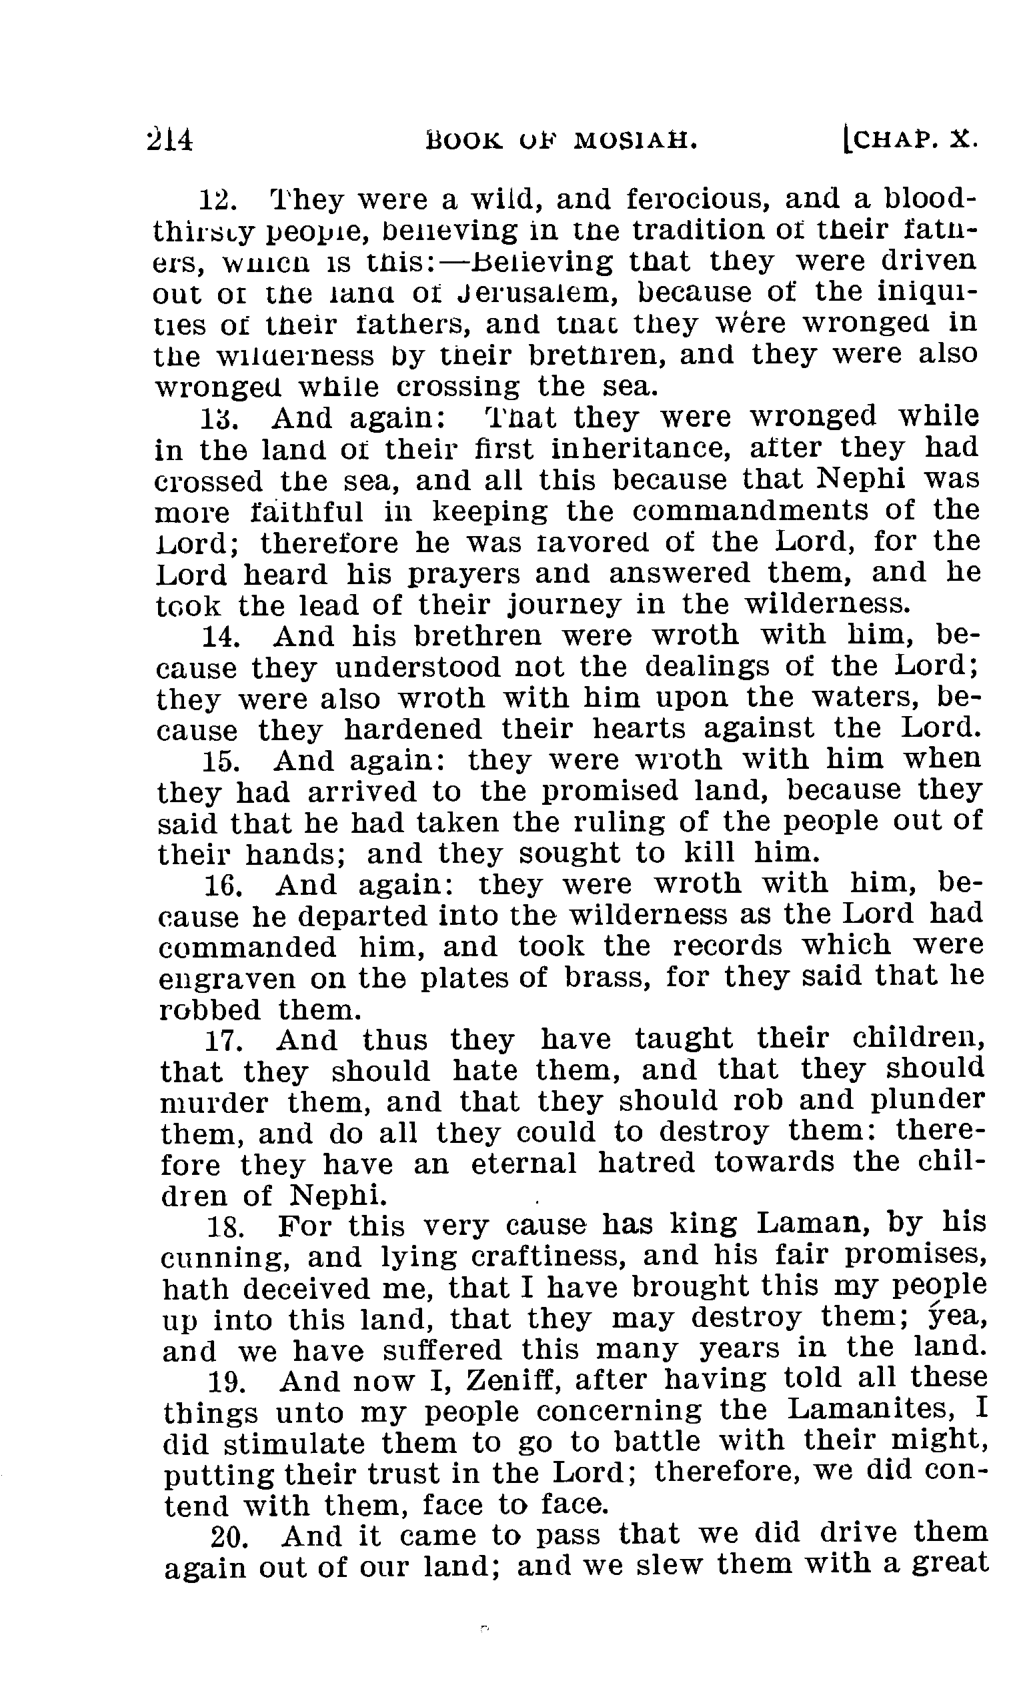 214 BOOK OF MOSIAH. [CHAP. X.
12. They were a wild, and ferocious, and a blood-
thirsty people, believing in the tradition of their fath-
ers, which is this:—Believing that they were driven
out of the land of Jerusalem, because of the iniqui-
ties of their fathers, and that they were wronged in
the wilderness by their brethren, and they were also
wronged while crossing the sea.
13. And again: That they were wronged while
in the land of their first inheritance, after they had
crossed the sea, and all this because that Nephi was
more faithful in keeping the commandments of the
Lord; therefore he was favored of the Lord, for the
Lord heard his prayers and answered them, and he
took the lead of their journey in the wilderness.
14. And his brethren were wroth with him, be-
cause they understood not the dealings of the Lord;
they were also wroth with him upon the waters, be-
cause they hardened their hearts against the Lord.
15. And again: they were wroth with him when
they had arrived to the promised land, because they
said that he had taken the ruling of the people out of
their hands; and they sought to kill him.
16. And again: they were wroth with him, be-
cause he departed into the wilderness as the Lord had
commanded him, and took the records which were
engraven on the plates of brass, for they said that he
robbed them.
17. And thus they have taught their children,
that they should hate them, and that they should
murder them, and that they should rob and plunder
them, and do all they could to destroy them: there-
fore they have an eternal hatred towards the chil-
dren of Nephi.
18. For this very cause has king Laman, by his
cunning, and lying craftiness, and his fair promises,
hath deceived me, that I have brought this my people
up into this land, that they may destroy them; yea,
and we have suffered this many years in the land.
19. And now I, Zeniff, after having told all these
things unto my people concerning the Lamanites, I
did stimulate them to go to battle with their might,
putting their trust in the Lord; therefore, we did con-
tend with them, face to face.
20. And it came to pass that we did drive them
again out of our land; and we slew them with a great